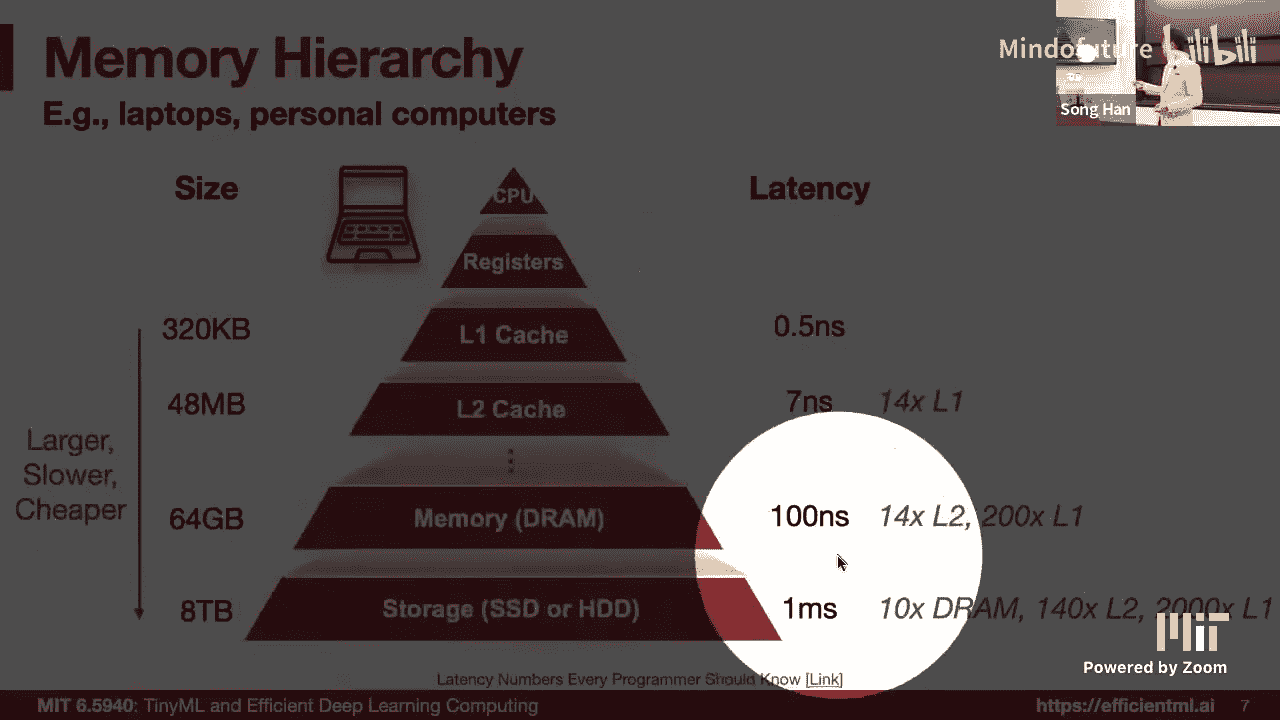 Memory Hierarchy
E.g., laptops, personal computers
Mindofuture bilibili
Song Han
Size
Latency
CPU
Registers
320KB
L1 Cache
0.5ns
48MB
L2 Cache
7ns 14x L1
Larger,
Slower,
Cheaper
64GB
Memory (DRAM)
100ns 14x L2, 200x L1
8TB
Storage (SSD or HDD)
1ms 10x DRAM, 140x L2, 2000x L1
MIT
Powered by Zoom
Latency Numbers Every Programmer Should Know [Link]
MIT 6.5940: TinyML and Efficient Deep Learning Computing
https://efficientml.ai 7